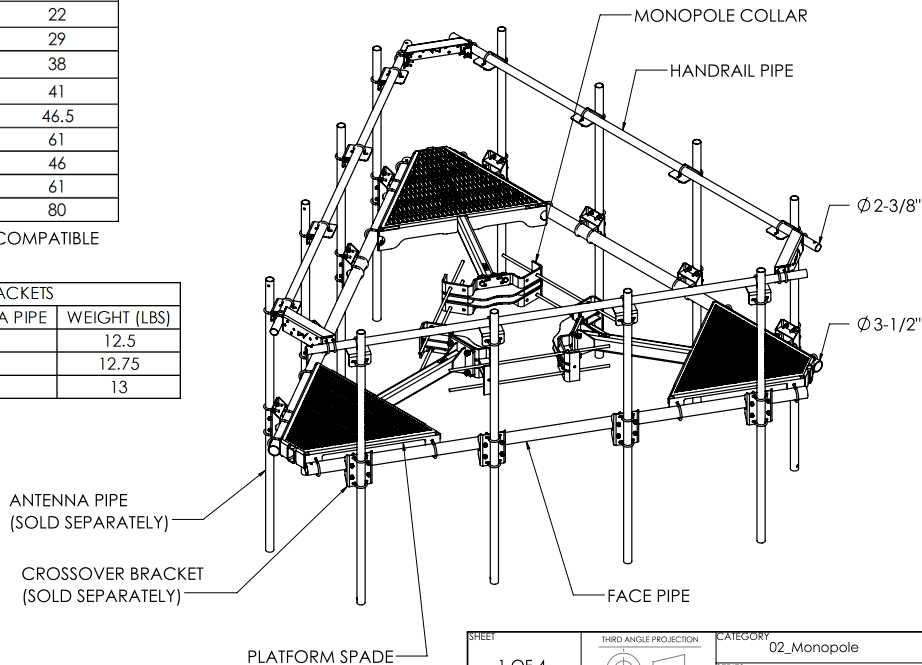 22
29
38
41
46.5
61
46
61
80
COMPATIBLE
ACKETS
A PIPE WEIGHT (LBS)
12.5
12.75
13
MONOPOLE COLLAR
HANDRAIL PIPE
Ø2-3/8"
Ø3-1/2"
ANTENNA PIPE
(SOLD SEPARATELY)
CROSSOVER BRACKET
(SOLD SEPARATELY)
PLATFORM SPADE
FACE PIPE
SHEET
1 OF 4
THIRD ANGLE PROJECTION
CATEGORY
02_Monopole